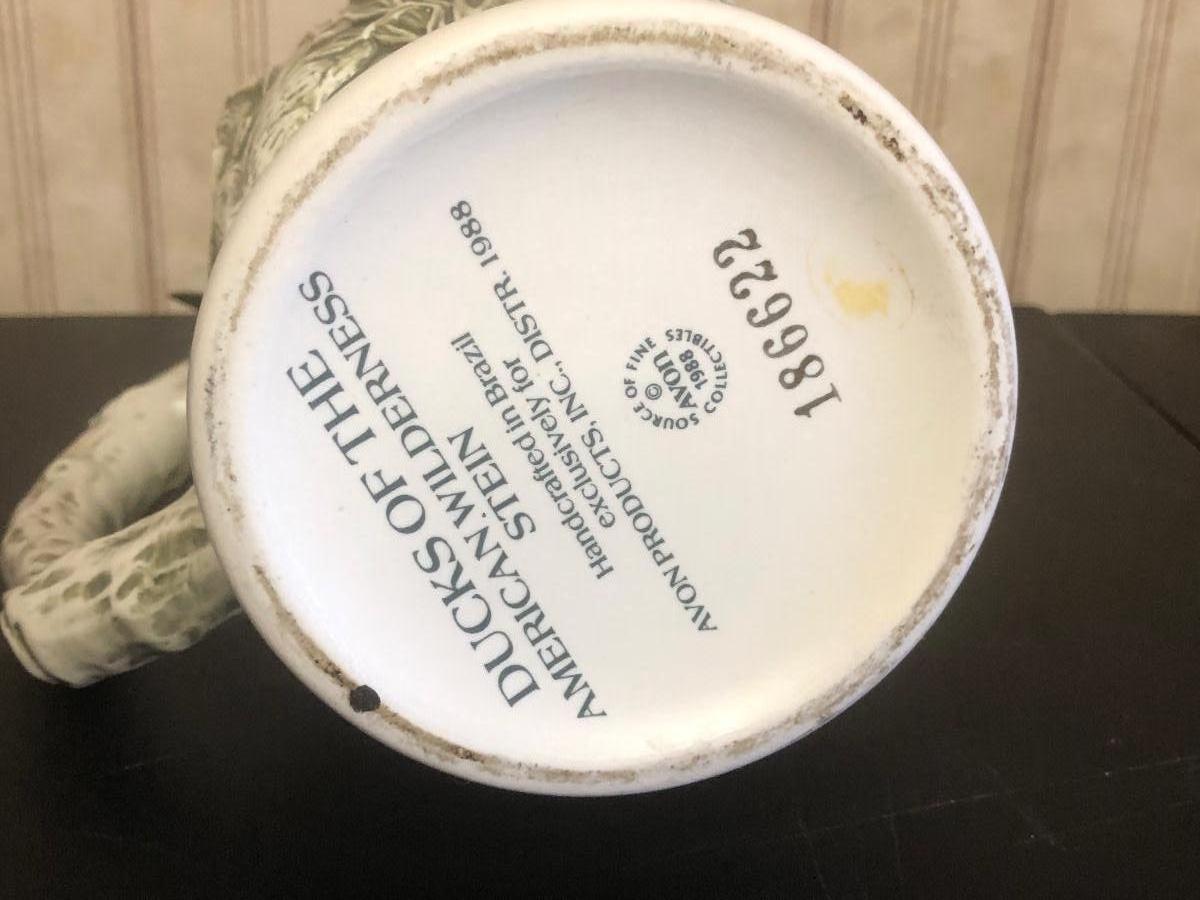 DUCKS OF THE
AMERICAN WILDERNESS
STEIN
Handcrafted in Brazil
exclusively for
AVON PRODUCTS, INC., DISTR. 1988
SOURCE OF FINE COLLECTIBLES
©
AVON
1988
186622